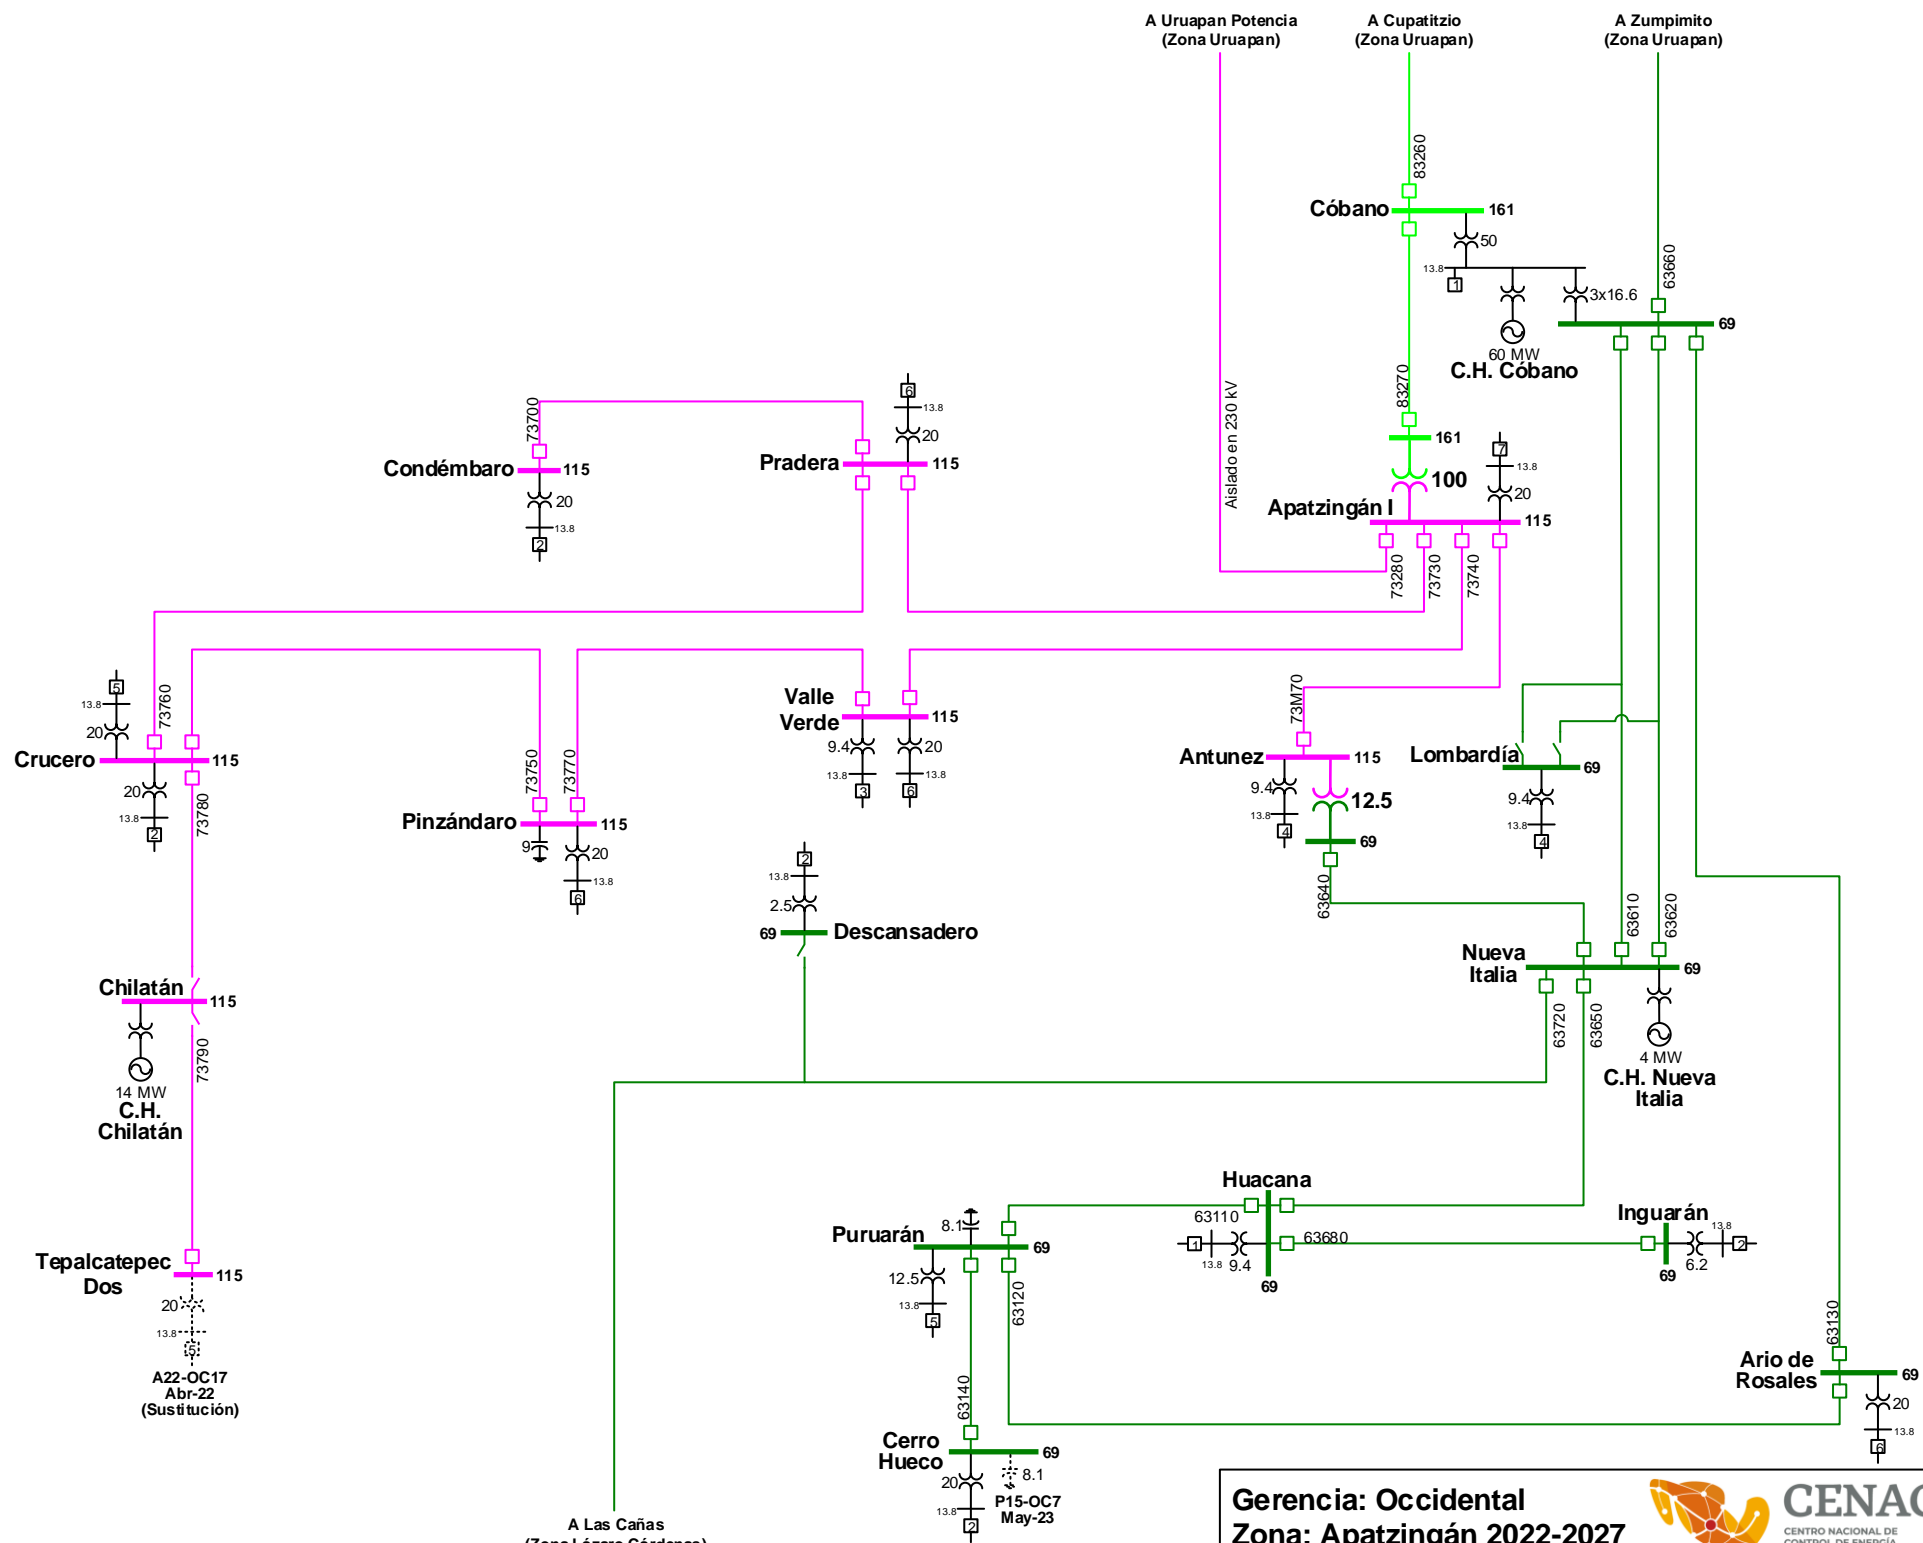 A Uruapan Potencia
(Zona Uruapan)
A Cupatitzio
(Zona Uruapan)
A Zumpimito
(Zona Uruapan)
83260
Cóbano
161
50
13.8
1
63660
3x16.6
69
60 MW
C.H. Cóbano
83270
Aislado en 230 kV
161
100
7
13.8
20
Apatzingán I
115
73280
73730
73740
73700
Condémbaro
115
20
13.8
2
6
13.8
20
Pradera
115
5
13.8
20
73760
Crucero
115
20
13.8
2
73780
73750
73770
Pinzándaro
115
9
20
13.8
6
Valle
Verde
115
9.4
20
13.8
13.8
3
6
73M70
Antunez
115
9.4
12.5
13.8
4
69
63640
Lombardía
69
9.4
13.8
4
2
13.8
2.5
69
Descansadero
63610
63620
Nueva
Italia
69
63720
63650
4 MW
C.H. Nueva
Italia
Chilatán
115
14 MW
C.H.
Chilatán
73790
Tepalcatepec
Dos
115
20
13.8
5
A22-OC17
Abr-22
(Sustitución)
Huacana
63110
1
13.8
9.4
69
63680
Inguarán
13.8
2
6.2
69
8.1
Puruarán
69
12.5
13.8
5
63120
63140
63130
Ario de
Rosales
69
20
13.8
6
Cerro
Hueco
69
20
13.8
2
8.1
P15-OC7
May-23
A Las Cañas
(Zona Lázaro Cárdenas)
Gerencia: Occidental
Zona: Apatzingán 2022-2027
CENAC
CENTRO NACIONAL DE
CONTROL DE ENERGÍA